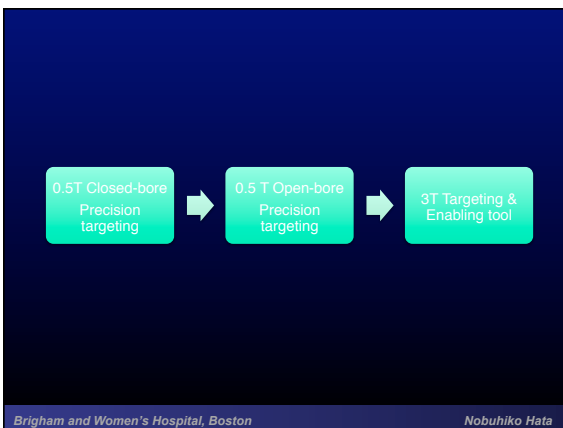 0.5T Closed-bore
Precision
targeting
0.5 T Open-bore
Precision
targeting
3T Targeting &
Enabling tool
Brigham and Women's Hospital, Boston
Nobuhiko Hata